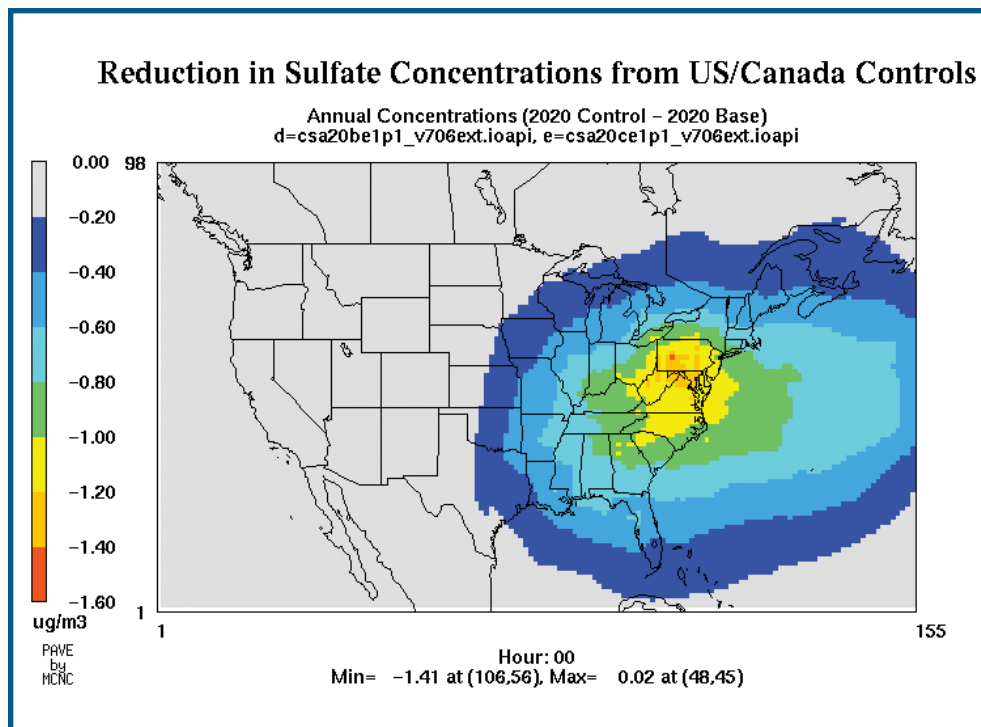 Reduction in Sulfate Concentrations from US/Canada Controls
Annual Concentrations (2020 Control - 2020 Base)
d=csa20be1p1_v706ext.ioapi, e=csa20ce1p1_v706ext.ioapi
0.00
-0.20
-0.40
-0.60
-0.80
-1.00
-1.20
-1.40
-1.60
ug/m3
PAVE
by
MCNC
98
1
1
155
Hour: 00
Min= -1.41 at (106,56), Max= 0.02 at (48,45)